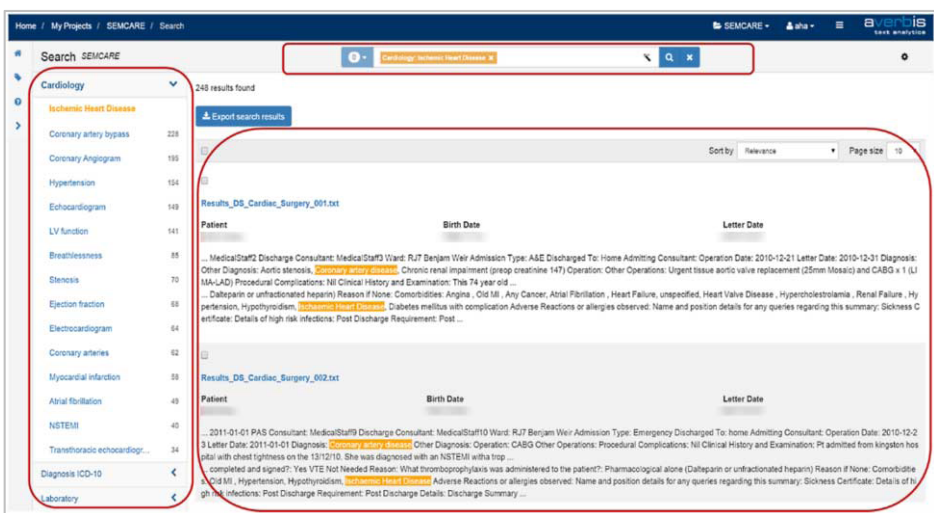 Home / My Projects / SEMCARE / Search
SEMCARE
aha
averbis
text analytics
Search SEMCARE
Cardiology: Ischemic Heart Disease
Cardiology
Ischemic Heart Disease
Coronary artery bypass 228
Coronary Angiogram 195
Hypertension 154
Echocardiogram 149
LV function 141
Breathlessness 85
Stenosis 70
Ejection fraction 68
Electrocardiogram 64
Coronary arteries 62
Myocardial infarction 58
Atrial fibrillation 49
NSTEMI 40
Transthoracic echocardiogr... 34
Diagnosis ICD-10
Laboratory
248 results found
Export search results
Sort by Relevance Page size 10
Results_DS_Cardiac_Surgery_001.txt
Patient Birth Date Letter Date
... MedicalStaff2 Discharge Consultant: MedicalStaff3 Ward: RJ7 Benjam Weir Admission Type: A&E Discharged To: Home Admitting Consultant: Operation Date: 2010-12-21 Letter Date: 2010-12-31 Diagnosis:
Other Diagnosis: Aortic stenosis, Coronary artery disease, Chronic renal impairment (preop creatinine 147) Operation: Other Operations: Urgent tissue aortic valve replacement (25mm Mosaic) and CABG x 1 (LI
MA-LAD) Procedural Complications: Nil Clinical History and Examination: This 74 year old ...
... Dalteparin or unfractionated heparin) Reason if None: Comorbidities: Angina , Old MI , Any Cancer, Atrial Fibrillation , Heart Failure, unspecified, Heart Valve Disease , Hypercholestrolamia , Renal Failure , Hy
pertension, Hypothyroidism, Ischaemic Heart Disease, Diabetes mellitus with complication Adverse Reactions or allergies observed: Name and position details for any queries regarding this summary: Sickness C
ertificate: Details of high risk infections: Post Discharge Requirement: Post ...
Results_DS_Cardiac_Surgery_002.txt
Patient Birth Date Letter Date
... 2011-01-01 PAS Consultant: MedicalStaff9 Discharge Consultant: MedicalStaff10 Ward: RJ7 Benjam Weir Admission Type: Emergency Discharged To: home Admitting Consultant: Operation Date: 2010-12-2
3 Letter Date: 2011-01-01 Diagnosis: Coronary artery disease Other Diagnosis: Operation: CABG Other Operations: Procedural Complications: Nil Clinical History and Examination: Pt admitted from kingston hos
pital with chest tightness on the 13/12/10. She was diagnosed with an NSTEMI witha trop ...
... completed and signed?: Yes VTE Not Needed Reason: What thromboprophylaxis was administered to the patient?: Pharmacological alone (Dalteparin or unfractionated heparin) Reason if None: Comorbiditie
s: Old MI , Hypertension, Hypothyroidism, Ischaemic Heart Disease Adverse Reactions or allergies observed: Name and position details for any queries regarding this summary: Sickness Certificate: Details of hi
gh risk infections: Post Discharge Requirement: Post Discharge Details: Discharge Summary ...